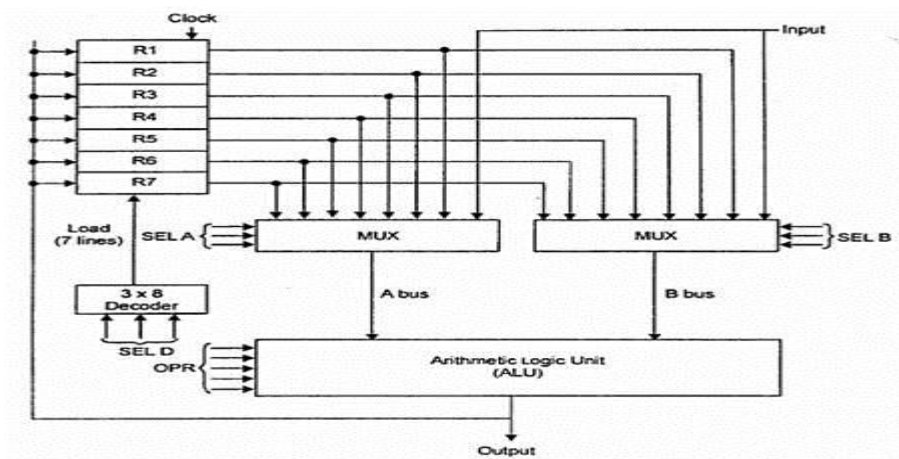 Clock
Input
R1
R2
R3
R4
R5
R6
R7
Load
(7 lines)
SEL A
MUX
MUX
SEL B
3 x 8
Decoder
A bus
B bus
SEL D
OPR
Arithmetic Logic Unit
(ALU)
Output